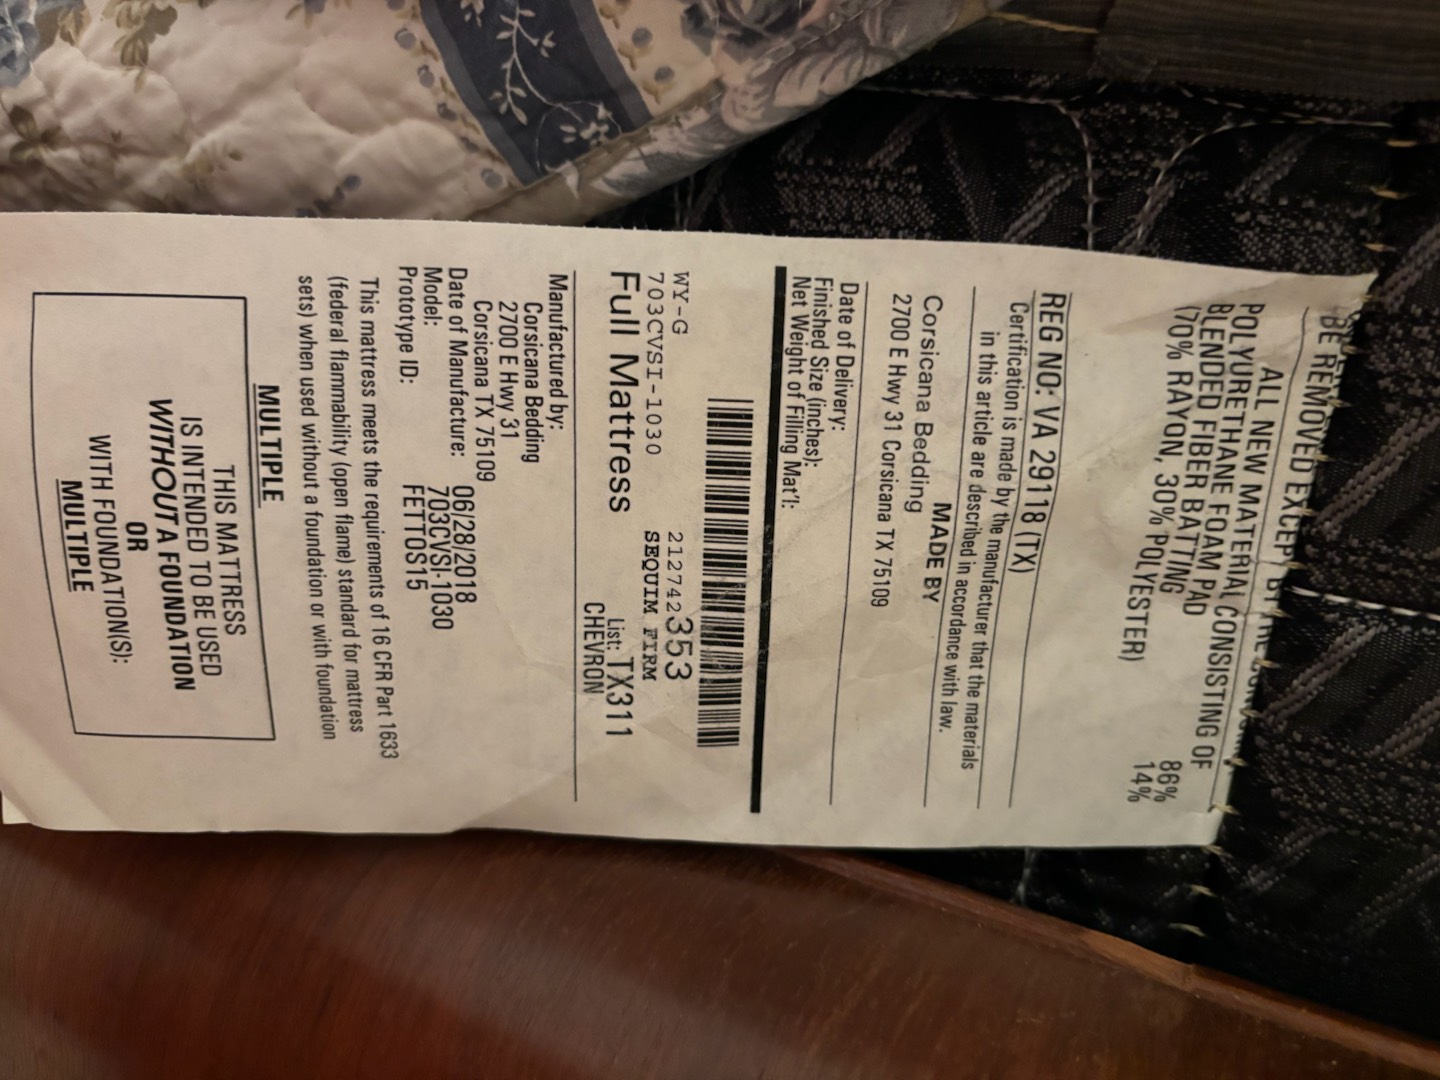 BE REMOVED EXCEPT BY THE
ALL NEW MATERIAL CONSISTING OF
POLYURETHANE FOAM PAD 86%
BLENDED FIBER BATTING 14%
(70% RAYON, 30% POLYESTER)
REG NO: VA 29118 (TX)
Certification is made by the manufacturer that the materials
in this article are described in accordance with law.
MADE BY
Corsicana Bedding
2700 E Hwy 31 Corsicana TX 75109
Date of Delivery:
Finished Size (inches):
Net Weight of Filling Mat'l:
WY-G 212742353
703CVSI-1030 SEQUIM FIRM
Full Mattress List: TX311
CHEVRON
Manufactured by:
Corsicana Bedding
2700 E Hwy 31
Corsicana TX 75109
Date of Manufacture: 06/28/2018
Model: 703CVSI-1030
Prototype ID: FETTOS15
This mattress meets the requirements of 16 CFR Part 1633
(federal flammability (open flame) standard for mattress
sets) when used without a foundation or with foundation
MULTIPLE
THIS MATTRESS
IS INTENDED TO BE USED
WITHOUT A FOUNDATION
OR
WITH FOUNDATION(S):
MULTIPLE